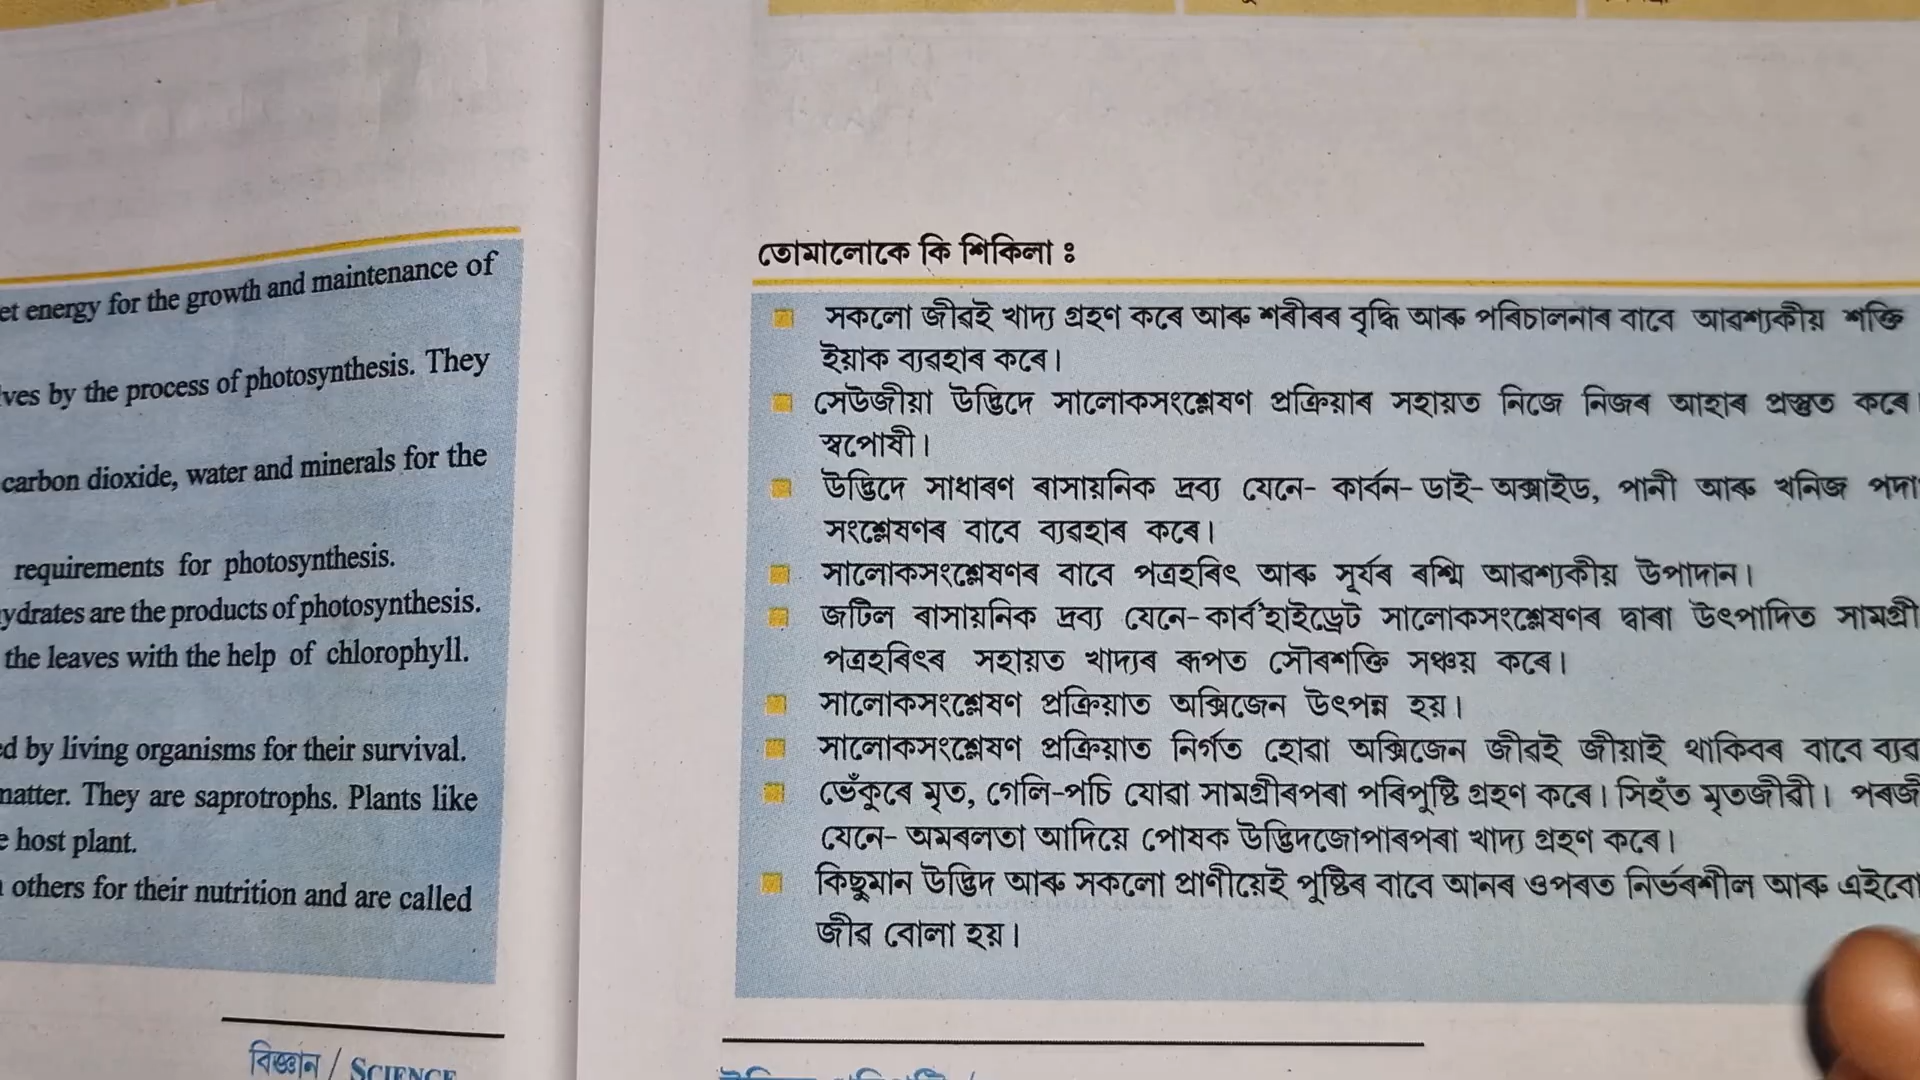 et energy for the growth and maintenance of
ves by the process of photosynthesis. They
carbon dioxide, water and minerals for the
requirements for photosynthesis.
ydrates are the products of photosynthesis.
the leaves with the help of chlorophyll.
ed by living organisms for their survival.
matter. They are saprotrophs. Plants like
e host plant.
others for their nutrition and are called
বিজ্ঞান / SCIENCE
তোমালোকে কি শিকিলা ঃ
সকলো জীৱই খাদ্য গ্ৰহণ কৰে আৰু শৰীৰৰ বৃদ্ধি আৰু পৰিচালনাৰ বাবে আৱশ্যকীয় শক্তি
ইয়াক ব্যৱহাৰ কৰে।
সেউজীয়া উদ্ভিদে সালোকসংশ্লেষণ প্ৰক্ৰিয়াৰ সহায়ত নিজে নিজৰ আহাৰ প্ৰস্তুত কৰে।
স্বপোষী।
উদ্ভিদে সাধাৰণ ৰাসায়নিক দ্ৰব্য যেনে- কাৰ্বন- ডাই- অক্সাইড, পানী আৰু খনিজ পদা
সংশ্লেষণৰ বাবে ব্যৱহাৰ কৰে।
সালোকসংশ্লেষণৰ বাবে পত্ৰহৰিৎ আৰু সূৰ্যৰ ৰশ্মি আৱশ্যকীয় উপাদান।
জটিল ৰাসায়নিক দ্ৰব্য যেনে-কাৰ্ব'হাইড্ৰেট সালোকসংশ্লেষণৰ দ্বাৰা উৎপাদিত সামগ্ৰী
পত্ৰহৰিৎৰ সহায়ত খাদ্যৰ ৰূপত সৌৰশক্তি সঞ্চয় কৰে।
সালোকসংশ্লেষণ প্ৰক্ৰিয়াত অক্সিজেন উৎপন্ন হয়।
সালোকসংশ্লেষণ প্ৰক্ৰিয়াত নিৰ্গত হোৱা অক্সিজেন জীৱই জীয়াই থাকিবৰ বাবে ব্যৱ
ভেঁকুৰে মৃত, গেলি-পচি যোৱা সামগ্ৰীৰপৰা পৰিপুষ্টি গ্ৰহণ কৰে। সিহঁত মৃতজীৱী। পৰজী
যেনে- অমৰলতা আদিয়ে পোষক উদ্ভিদজোপাৰপৰা খাদ্য গ্ৰহণ কৰে।
কিছুমান উদ্ভিদ আৰু সকলো প্ৰাণীয়েই পুষ্টিৰ বাবে আনৰ ওপৰত নিৰ্ভৰশীল আৰু এইবো
জীৱ বোলা হয়।